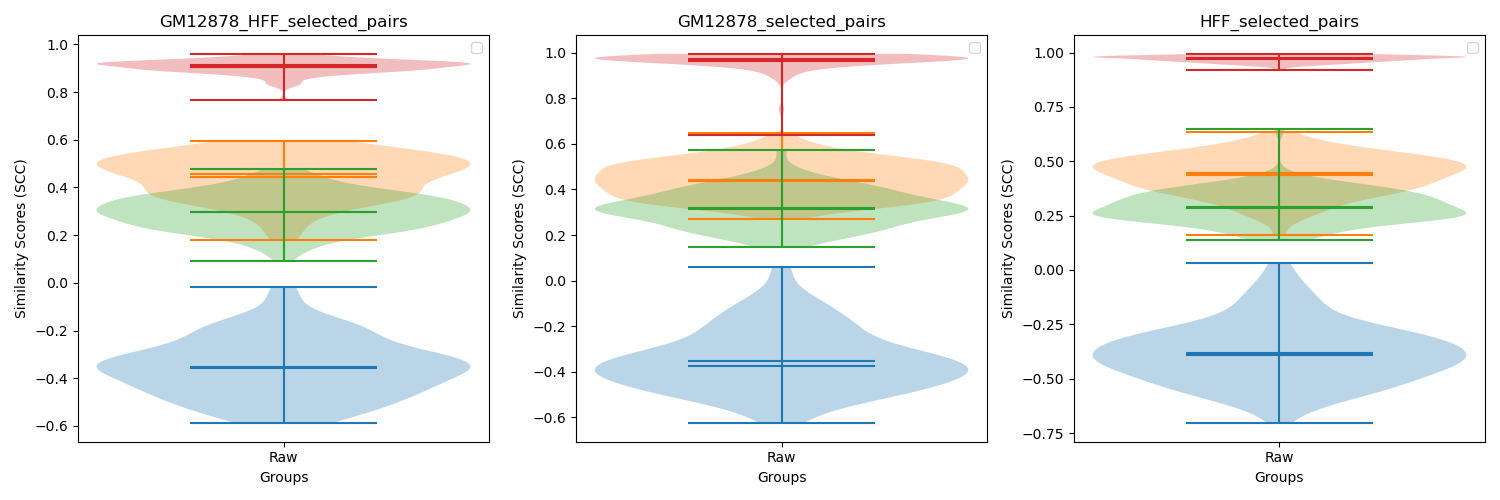 GM12878_HFF_selected_pairs
Similarity Scores (SCC)
1.0
0.8
0.6
0.4
0.2
0.0
−0.2
−0.4
−0.6
Raw
Groups
GM12878_selected_pairs
Similarity Scores (SCC)
1.0
0.8
0.6
0.4
0.2
0.0
−0.2
−0.4
−0.6
Raw
Groups
HFF_selected_pairs
Similarity Scores (SCC)
1.00
0.75
0.50
0.25
0.00
−0.25
−0.50
−0.75
Raw
Groups